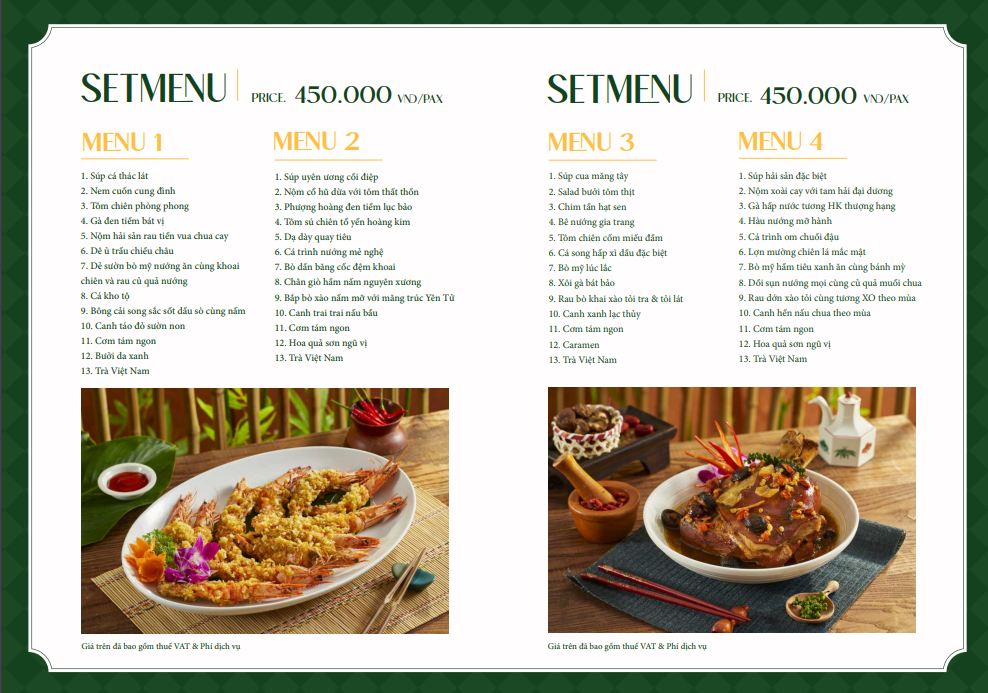 SETMENU
PRICE. 450.000 VND/PAX
MENU 1
1. Súp cá thác lát
2. Nem cuốn cung đình
3. Tôm chiên phòng phong
4. Gà đen tiềm bát vị
5. Nộm hải sản rau tiến vua chua cay
6. Dẻ ù trấu chiếu châu
7. Dẻ sườn bò mỹ nướng ăn cùng khoai
chiên và rau củ quả nướng
8. Cá kho tộ
9. Bông cải song sắc sốt dầu sò cùng nấm
10. Canh táo đỏ sườn non
11. Cơm tám ngon
12. Bưởi da xanh
13. Trà Việt Nam
MENU 2
1. Súp uyên ương cồi điệp
2. Nộm cổ hũ dừa với tôm thất thốn
3. Phượng hoàng đen tiềm lục bảo
4. Tôm sú chiên tổ yến hoàng kim
5. Dạ dày quay tiêu
6. Cá trình nướng mẻ nghệ
7. Bò dần bằng cốc đệm khoai
8. Chân giò hầm nấm nguyên xương
9. Bắp bò xào nấm mỡ với măng trúc Yên Tử
10. Canh trai trai nấu bầu
11. Cơm tám ngon
12. Hoa quả sơn ngũ vị
13. Trà Việt Nam
Giá trên đã bao gồm thuế VAT & Phí dịch vụ
SETMENU
PRICE. 450.000 VND/PAX
MENU 3
1. Súp cua măng tây
2. Salad bưởi tôm thịt
3. Chim tần hạt sen
4. Bê nướng gia trang
5. Tôm chiên cốm miếu đầm
6. Cá song hấp xì dầu đặc biệt
7. Bò mỹ lúc lắc
8. Xôi gà bát bảo
9. Rau bò khai xào tỏi tra & tỏi lát
10. Canh xanh lạc thủy
11. Cơm tám ngon
12. Caramen
13. Trà Việt Nam
MENU 4
1. Súp hải sản đặc biệt
2. Nộm xoài cay với tam hải đại dương
3. Gà hấp nước tương HK thượng hạng
4. Hàu nướng mỡ hành
5. Cá trình om chuối đậu
6. Lợn mường chiên lá mắc mật
7. Bò mỹ hầm tiêu xanh ăn cùng bánh mỳ
8. Dồi sụn nướng mọi cùng củ quả muối chua
9. Rau dớn xào tỏi cùng tương XO theo mùa
10. Canh hến nấu chua theo mùa
11. Cơm tám ngon
12. Hoa quả sơn ngũ vị
13. Trà Việt Nam
Giá trên đã bao gồm thuế VAT & Phí dịch vụ